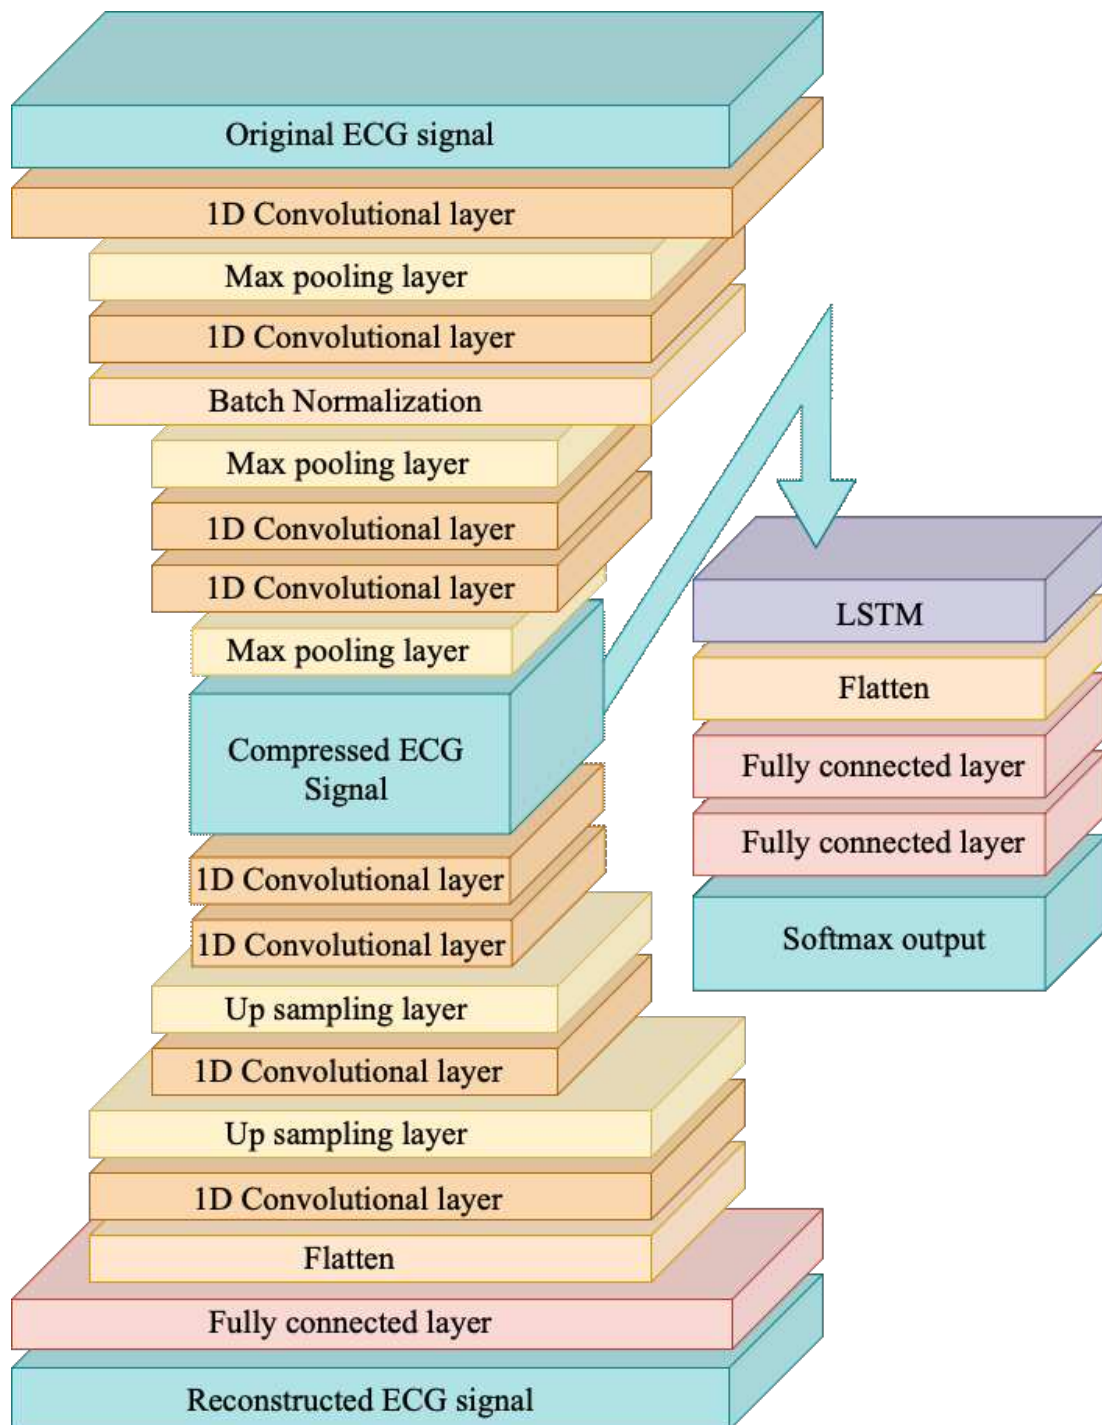 Original ECG signal
1D Convolutional layer
Max pooling layer
1D Convolutional layer
Batch Normalization
Max pooling layer
1D Convolutional layer
1D Convolutional layer
Max pooling layer
Compressed ECG
Signal
1D Convolutional layer
1D Convolutional layer
Up sampling layer
1D Convolutional layer
Up sampling layer
1D Convolutional layer
Flatten
Fully connected layer
Reconstructed ECG signal
LSTM
Flatten
Fully connected layer
Fully connected layer
Softmax output